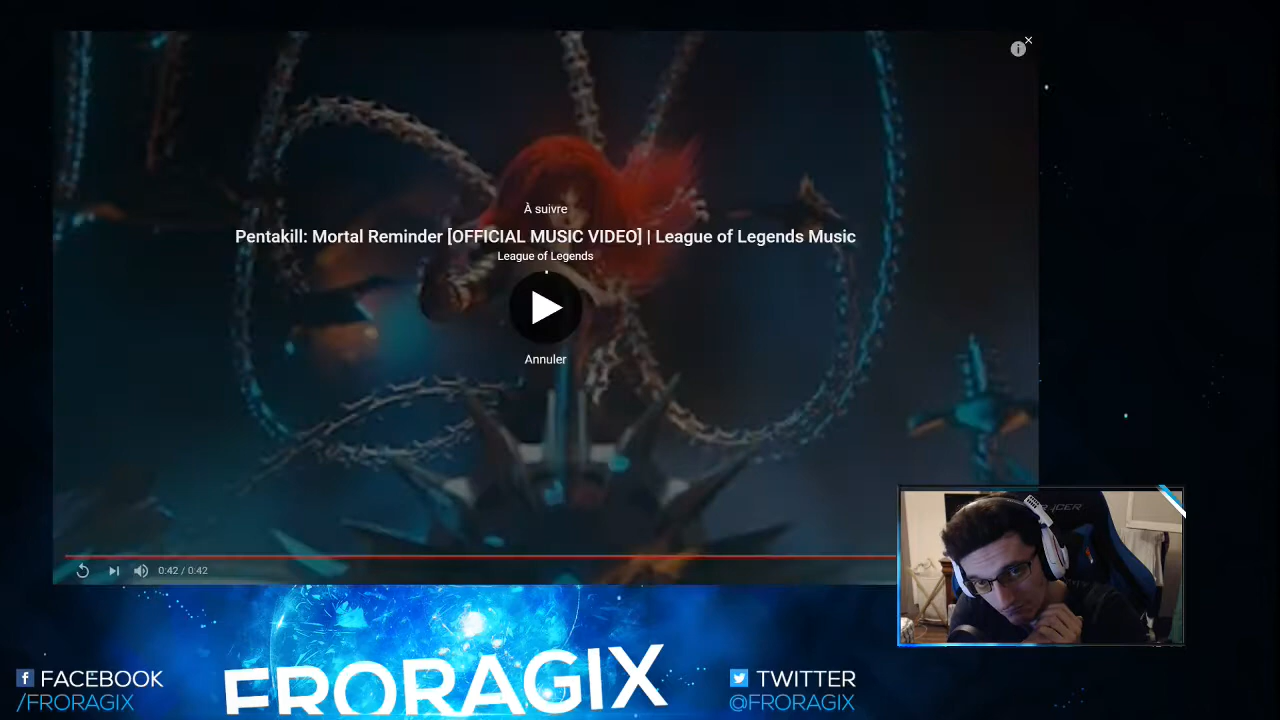 À suivre
Pentakill: Mortal Reminder [OFFICIAL MUSIC VIDEO] | League of Legends Music
League of Legends
Annuler
0:42 / 0:42
FACEBOOK
/FRORAGIX
FRORAGIX
TWITTER
@FRORAGIX